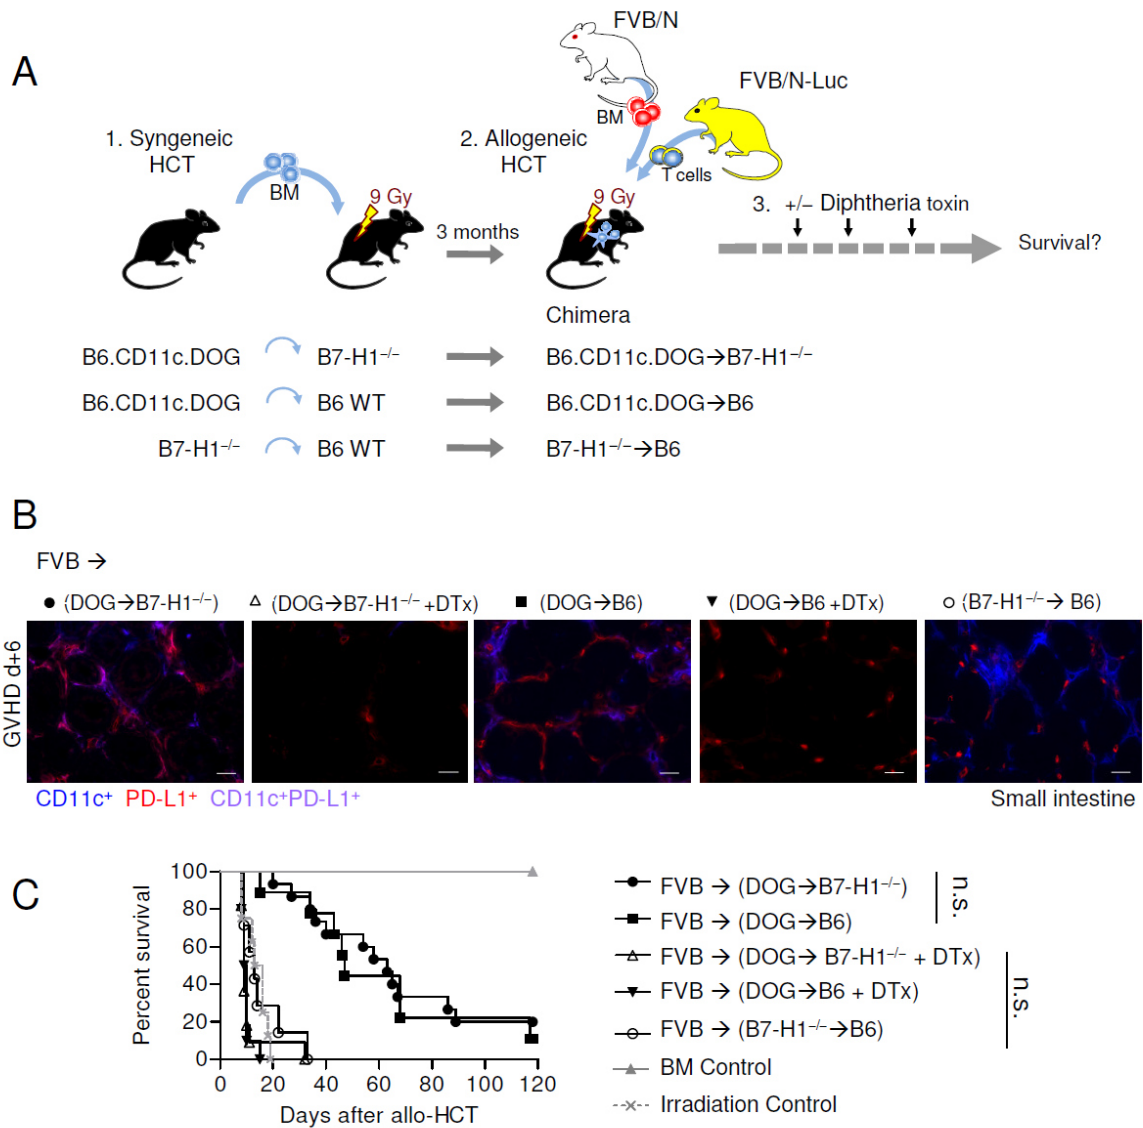 A
FVB/N
FVB/N-Luc
BM
T cells
1. Syngeneic
HCT
BM
9 Gy
3 months
2. Allogeneic
HCT
9 Gy
3. +/– Diphtheria toxin
Survival?
Chimera
B6.CD11c.DOG B7-H1–/– B6.CD11c.DOG→B7-H1–/–
B6.CD11c.DOG B6 WT B6.CD11c.DOG→B6
B7-H1–/– B6 WT B7-H1–/–→B6
B
FVB →
● (DOG→B7-H1–/–) △ (DOG→B7-H1–/– +DTx) ■ (DOG→B6) ▼ (DOG→B6 +DTx) ○ (B7-H1–/–→ B6)
GVHD d+6
CD11c+ PD-L1+ CD11c+PD-L1+
Small intestine
C
Percent survival
100
80
60
40
20
0
0 20 40 60 80 100 120
Days after allo-HCT
FVB → (DOG→B7-H1–/–)
FVB → (DOG→B6)
FVB → (DOG→ B7-H1–/– + DTx)
FVB → (DOG→B6 + DTx)
FVB → (B7-H1–/–→B6)
BM Control
Irradiation Control
n.s.
n.s.